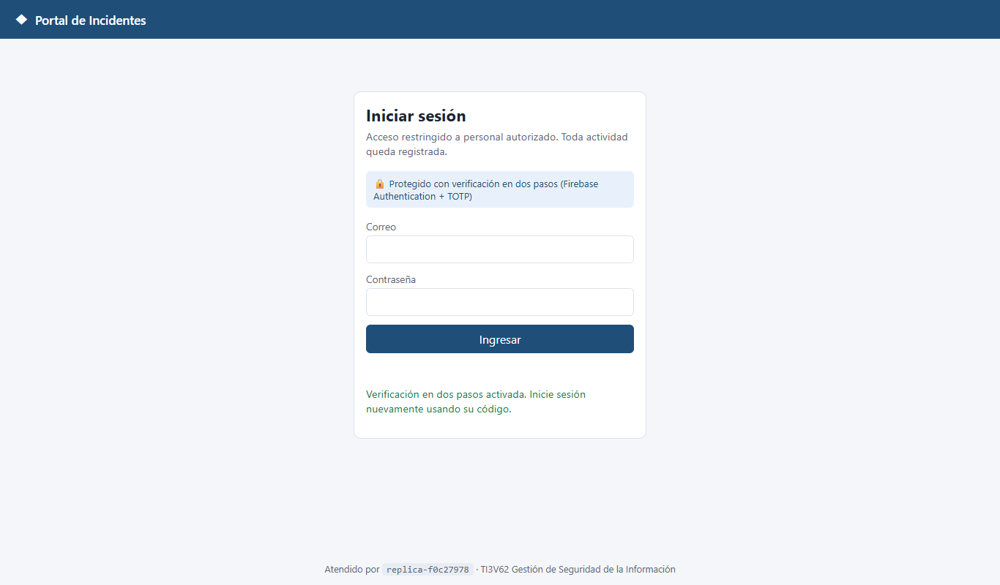 Portal de Incidentes
Iniciar sesión
Acceso restringido a personal autorizado. Toda actividad
queda registrada.
🔒 Protegido con verificación en dos pasos (Firebase
Authentication + TOTP)
Correo
Contraseña
Ingresar
Verificación en dos pasos activada. Inicie sesión
nuevamente usando su código.
Atendido por replica-f0c27978 · TI3V62 Gestión de Seguridad de la Información